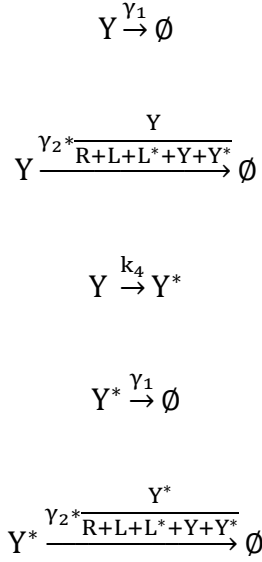 Y γ₁→ ∅
Y γ₂* Y/(R+L+L*+Y+Y*)→ ∅
Y k₄→ Y*
Y* γ₁→ ∅
Y* γ₂* Y*/(R+L+L*+Y+Y*)→ ∅